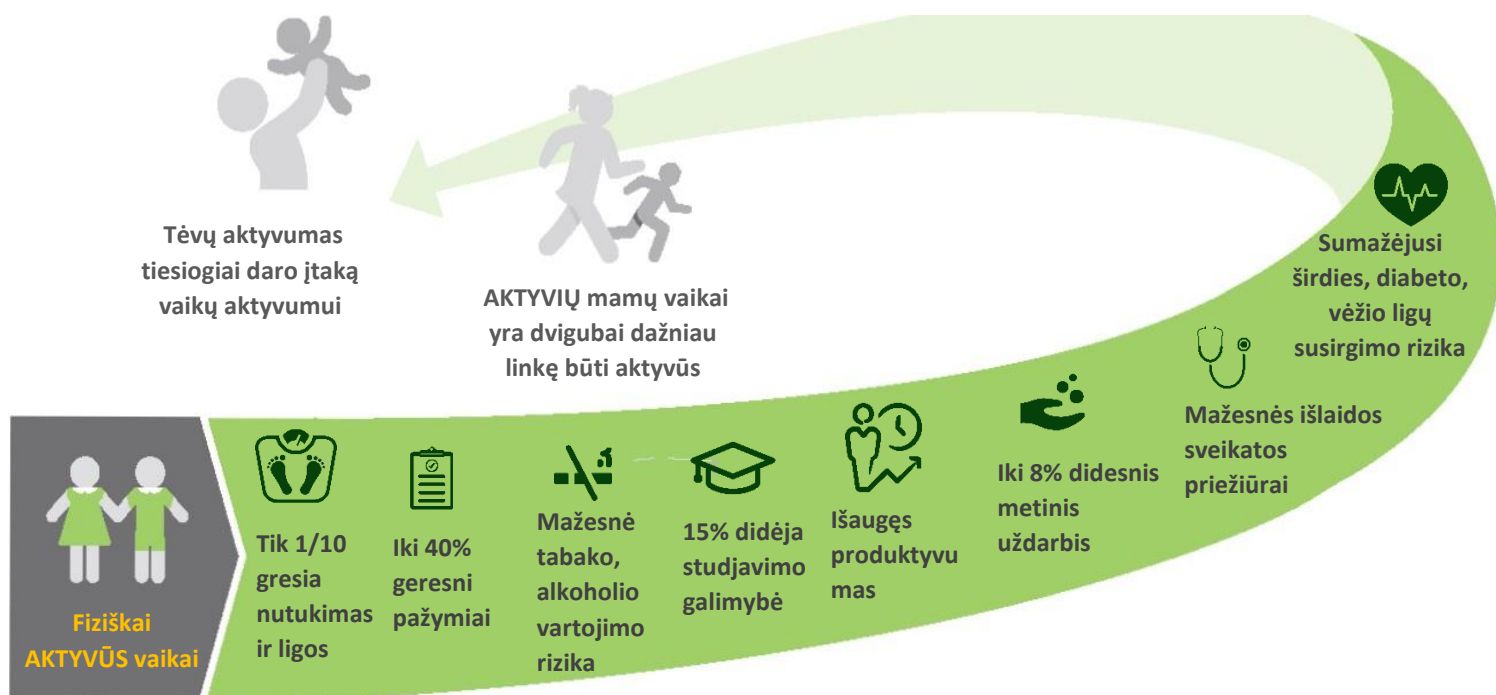 Tėvų aktyvumas
tiesiogiai daro įtaką
vaikų aktyvumui
AKTYVIŲ mamų vaikai
yra dvigubai dažniau
linkę būti aktyvūs
Fiziškai
AKTYVŪS vaikai
Tik 1/10
gresia
nutukimas
ir ligos
Iki 40%
geresni
pažymiai
Mažesnė
tabako,
alkoholio
vartojimo
rizika
15% didėja
studjavimo
galimybė
Išaugęs
produktyvu
mas
Iki 8% didesnis
metinis
uždarbis
Mažesnės išlaidos
sveikatos
priežiūrai
Sumažėjusi
širdies, diabeto,
vėžio ligų
susirgimo rizika